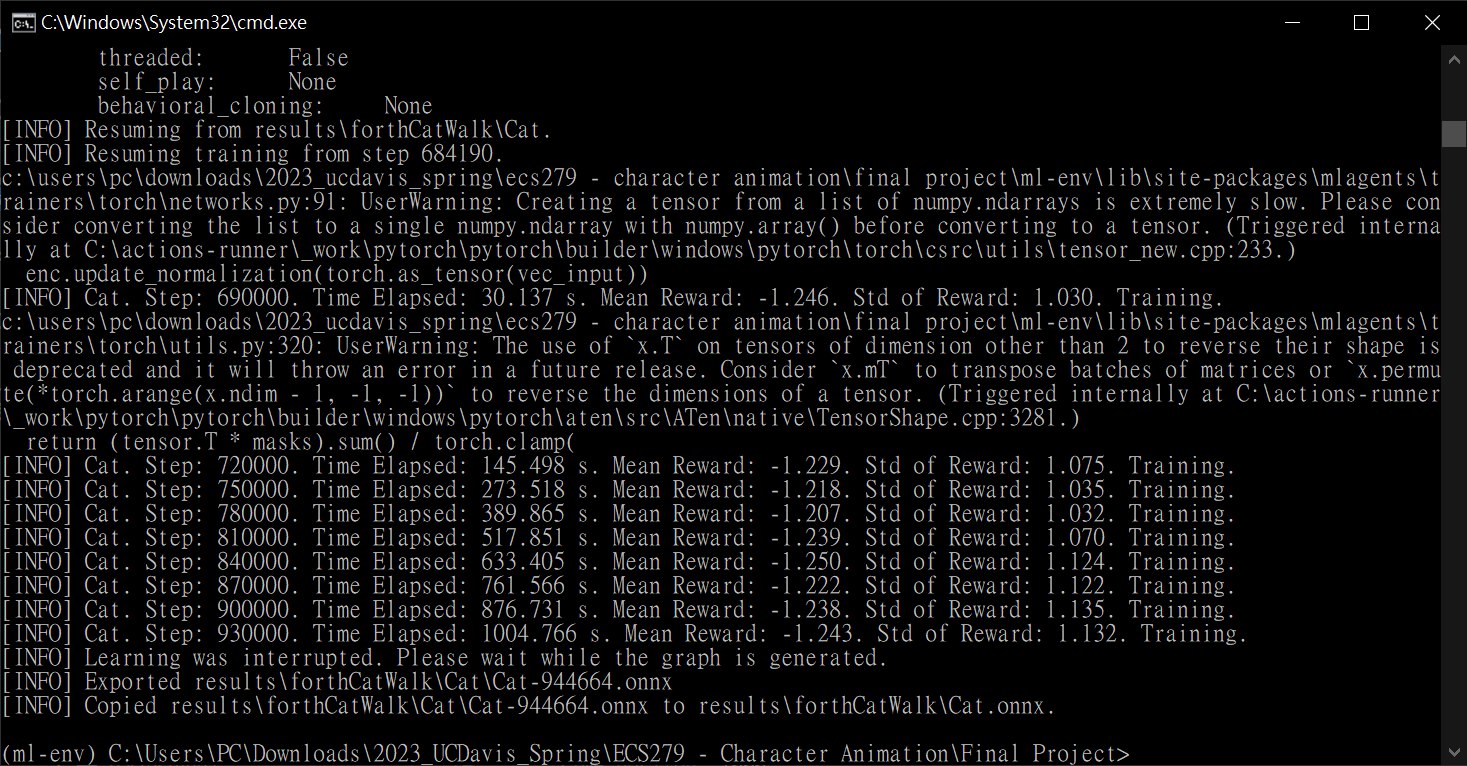 C:\Windows\System32\cmd.exe
threaded: False
self_play: None
behavioral_cloning: None
[INFO] Resuming from results\forthCatWalk\Cat.
[INFO] Resuming training from step 684190.
c:\users\pc\downloads\2023_ucdavis_spring\ecs279 - character animation\final project\ml-env\lib\site-packages\mlagents\t
rainers\torch\networks.py:91: UserWarning: Creating a tensor from a list of numpy.ndarrays is extremely slow. Please con
sider converting the list to a single numpy.ndarray with numpy.array() before converting to a tensor. (Triggered interna
lly at C:\actions-runner\_work\pytorch\pytorch\builder\windows\pytorch\torch\csrc\utils\tensor_new.cpp:233.)
enc.update_normalization(torch.as_tensor(vec_input))
[INFO] Cat. Step: 690000. Time Elapsed: 30.137 s. Mean Reward: -1.246. Std of Reward: 1.030. Training.
c:\users\pc\downloads\2023_ucdavis_spring\ecs279 - character animation\final project\ml-env\lib\site-packages\mlagents\t
rainers\torch\utils.py:320: UserWarning: The use of `x.T` on tensors of dimension other than 2 to reverse their shape is
deprecated and it will throw an error in a future release. Consider `x.mT` to transpose batches of matrices or `x.permu
te(*torch.arange(x.ndim - 1, -1, -1))` to reverse the dimensions of a tensor. (Triggered internally at C:\actions-runner
\_work\pytorch\pytorch\builder\windows\pytorch\aten\src\ATen\native\TensorShape.cpp:3281.)
return (tensor.T * masks).sum() / torch.clamp(
[INFO] Cat. Step: 720000. Time Elapsed: 145.498 s. Mean Reward: -1.229. Std of Reward: 1.075. Training.
[INFO] Cat. Step: 750000. Time Elapsed: 273.518 s. Mean Reward: -1.218. Std of Reward: 1.035. Training.
[INFO] Cat. Step: 780000. Time Elapsed: 389.865 s. Mean Reward: -1.207. Std of Reward: 1.032. Training.
[INFO] Cat. Step: 810000. Time Elapsed: 517.851 s. Mean Reward: -1.239. Std of Reward: 1.070. Training.
[INFO] Cat. Step: 840000. Time Elapsed: 633.405 s. Mean Reward: -1.250. Std of Reward: 1.124. Training.
[INFO] Cat. Step: 870000. Time Elapsed: 761.566 s. Mean Reward: -1.222. Std of Reward: 1.122. Training.
[INFO] Cat. Step: 900000. Time Elapsed: 876.731 s. Mean Reward: -1.238. Std of Reward: 1.135. Training.
[INFO] Cat. Step: 930000. Time Elapsed: 1004.766 s. Mean Reward: -1.243. Std of Reward: 1.132. Training.
[INFO] Learning was interrupted. Please wait while the graph is generated.
[INFO] Exported results\forthCatWalk\Cat\Cat-944664.onnx
[INFO] Copied results\forthCatWalk\Cat\Cat-944664.onnx to results\forthCatWalk\Cat.onnx.
(ml-env) C:\Users\PC\Downloads\2023_UCDavis_Spring\ECS279 - Character Animation\Final Project>